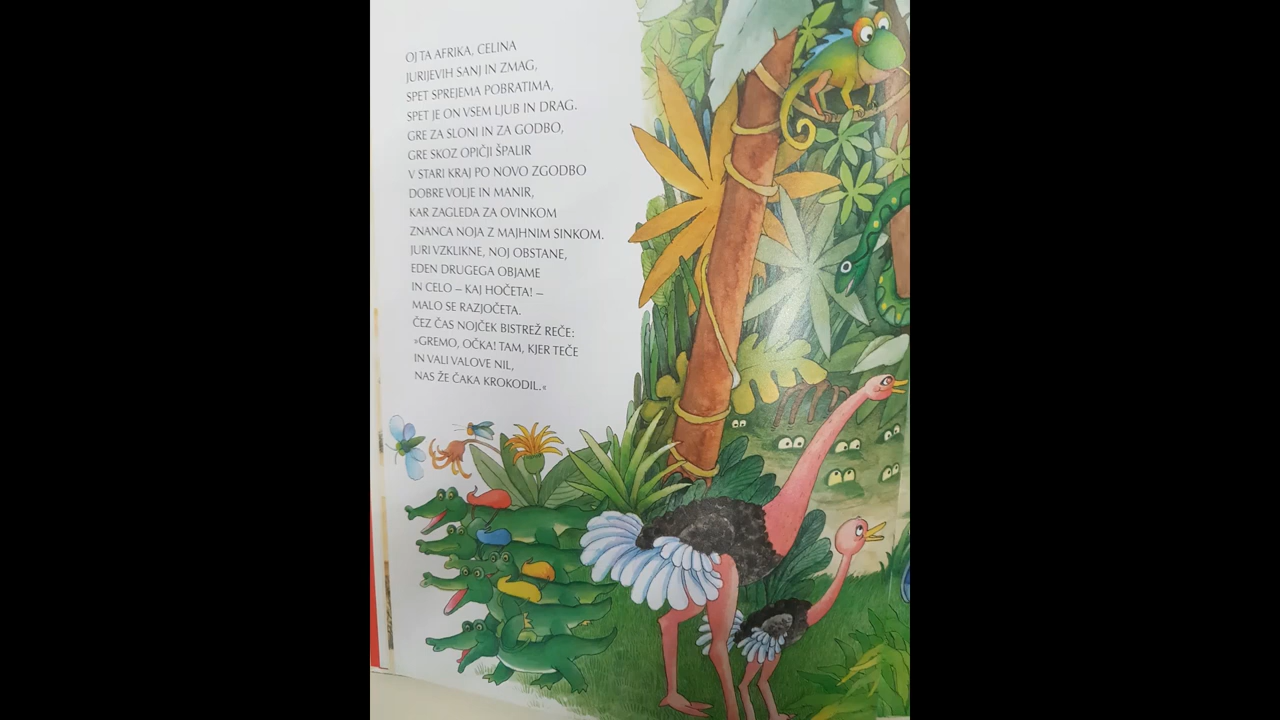 OJ TA AFRIKA, CELINA
JURIJEVIH SANJ IN ZMAG,
SPET SPREJEMA POBRATIMA,
SPET JE ON VSEM LJUB IN DRAG.
GRE ZA SLONI IN ZA GODBO,
GRE SKOZ OPIČJI ŠPALIR
V STARI KRAJ PO NOVO ZGODBO
DOBRE VOLJE IN MANIR,
KAR ZAGLEDA ZA OVINKOM
ZNANCA NOJA Z MAJHNIM SINKOM.
JURI VZKLIKNE, NOJ OBSTANE,
EDEN DRUGEGA OBJAME
IN CELO – KAJ HOČETA! –
MALO SE RAZJOČETA.
ČEZ ČAS NOJČEK BISTREŽ REČE:
»GREMO, OČKA! TAM, KJER TEČE
IN VALI VALOVE NIL,
NAS ŽE ČAKA KROKODIL.«